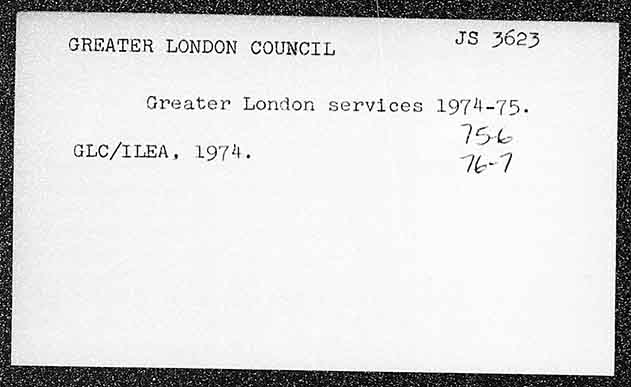 GREATER LONDON COUNCIL JS 3623
Greater London services 1974-75.
75-6
GLC/ILEA, 1974.
76-7